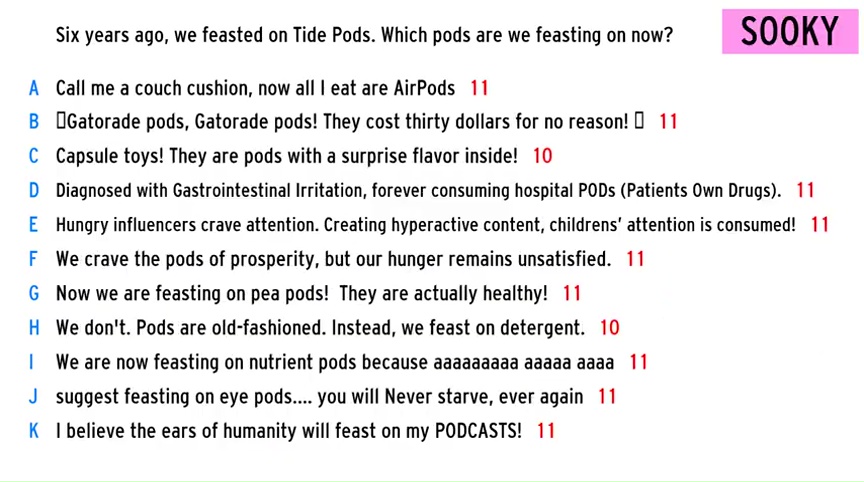 Six years ago, we feasted on Tide Pods. Which pods are we feasting on now?
SOOKY
A Call me a couch cushion, now all I eat are AirPods 11
B ▯Gatorade pods, Gatorade pods! They cost thirty dollars for no reason! ▯ 11
C Capsule toys! They are pods with a surprise flavor inside! 10
D Diagnosed with Gastrointestinal Irritation, forever consuming hospital PODs (Patients Own Drugs). 11
E Hungry influencers crave attention. Creating hyperactive content, childrens’ attention is consumed! 11
F We crave the pods of prosperity, but our hunger remains unsatisfied. 11
G Now we are feasting on pea pods! They are actually healthy! 11
H We don't. Pods are old-fashioned. Instead, we feast on detergent. 10
I We are now feasting on nutrient pods because aaaaaaaaa aaaaa aaaa 11
J suggest feasting on eye pods.... you will Never starve, ever again 11
K I believe the ears of humanity will feast on my PODCASTS! 11